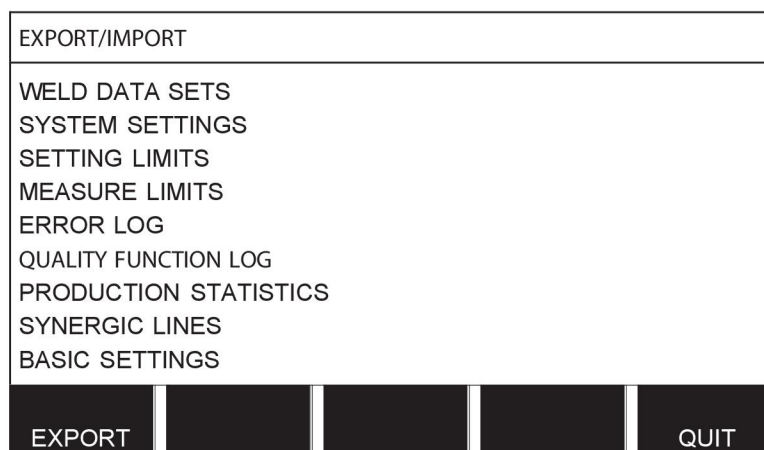 EXPORT/IMPORT
WELD DATA SETS
SYSTEM SETTINGS
SETTING LIMITS
MEASURE LIMITS
ERROR LOG
QUALITY FUNCTION LOG
PRODUCTION STATISTICS
SYNERGIC LINES
BASIC SETTINGS
EXPORT QUIT